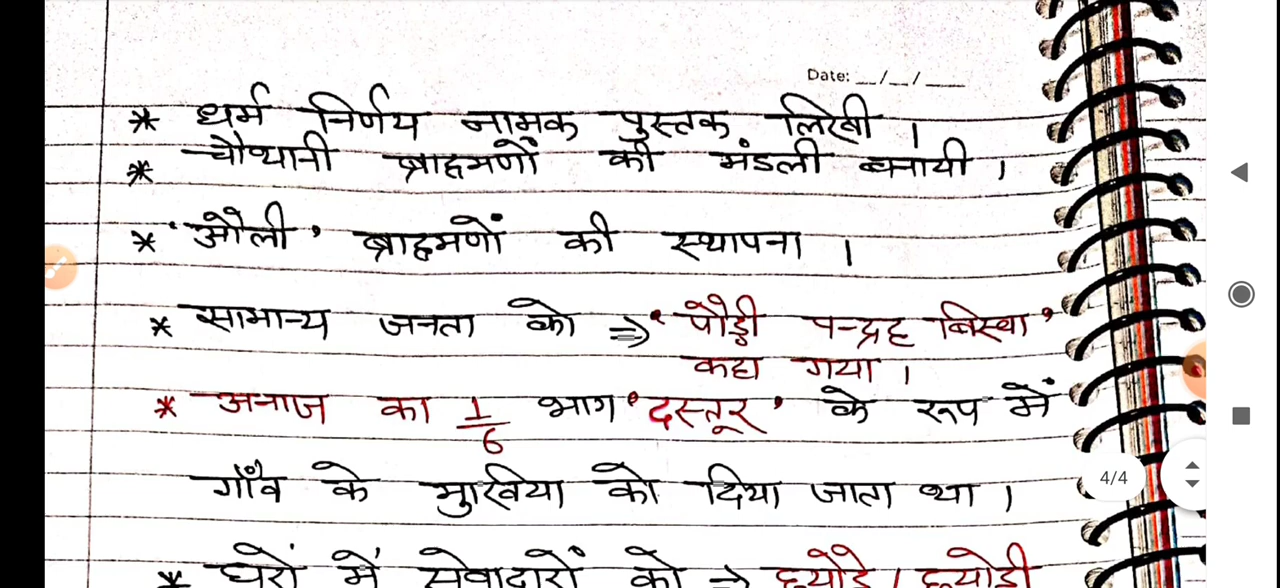 Date: __/__/____
* धर्म निर्णय नामक पुस्तक लिखी ।
* चौथानी ब्राह्मणों की मंडली बनायी ।
* 'औली' ब्राह्मणों की स्थापना ।
* सामान्य जनता को ⇒ 'पौड़ी पन्द्रह बिस्वा'
कहा गया ।
* अनाज का 1/6 भाग 'दस्तूर' के रूप में
गाँव के मुखिया को दिया जाता था ।
* घरों में सेवादारों को ⇒ छ्योड़े / छ्योड़ी
4/4